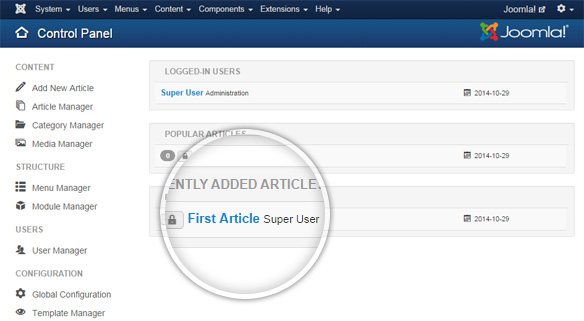 System Users Menus Content Components Extensions Help Joomla!
Control Panel Joomla!
CONTENT
Add New Article
Article Manager
Category Manager
Media Manager
STRUCTURE
Menu Manager
Module Manager
USERS
User Manager
CONFIGURATION
Global Configuration
Template Manager
LOGGED-IN USERS
Super User Administration 2014-10-29
POPULAR ARTICLES
0 2014-10-29
ENTLY ADDED ARTICLES
First Article Super User 2014-10-29